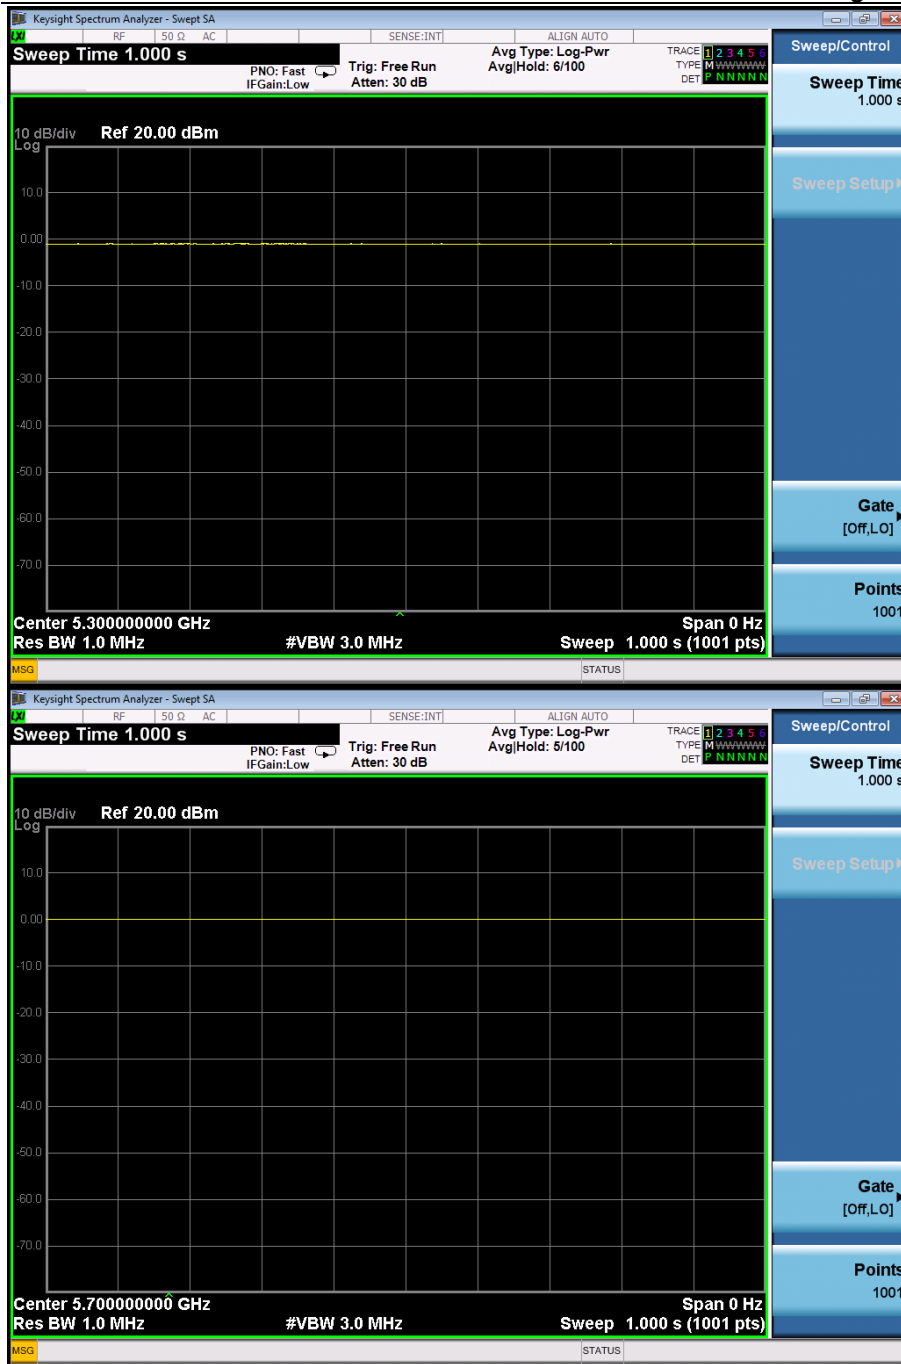 Keysight Spectrum Analyzer - Swept SA
LXI RF 50 Ω AC SENSE:INT ALIGN AUTO
Sweep Time 1.000 s
PNO: Fast
IFGain:Low
Trig: Free Run
Atten: 30 dB
Avg Type: Log-Pwr
Avg|Hold: 6/100
TRACE 1 2 3 4 5 6
TYPE M WWWWW
DET P N N N N N
10 dB/div Ref 20.00 dBm
Log
10.0
0.00
-10.0
-20.0
-30.0
-40.0
-50.0
-60.0
-70.0
Center 5.300000000 GHz Span 0 Hz
Res BW 1.0 MHz #VBW 3.0 MHz Sweep 1.000 s (1001 pts)
MSG STATUS
Sweep/Control
Sweep Time
1.000 s
Sweep Setup
Gate
[Off,LO]
Points
1001
Keysight Spectrum Analyzer - Swept SA
LXI RF 50 Ω AC SENSE:INT ALIGN AUTO
Sweep Time 1.000 s
PNO: Fast
IFGain:Low
Trig: Free Run
Atten: 30 dB
Avg Type: Log-Pwr
Avg|Hold: 5/100
TRACE 1 2 3 4 5 6
TYPE M WWWWW
DET P N N N N N
10 dB/div Ref 20.00 dBm
Log
10.0
0.00
-10.0
-20.0
-30.0
-40.0
-50.0
-60.0
-70.0
Center 5.700000000 GHz Span 0 Hz
Res BW 1.0 MHz #VBW 3.0 MHz Sweep 1.000 s (1001 pts)
MSG STATUS
Sweep/Control
Sweep Time
1.000 s
Sweep Setup
Gate
[Off,LO]
Points
1001